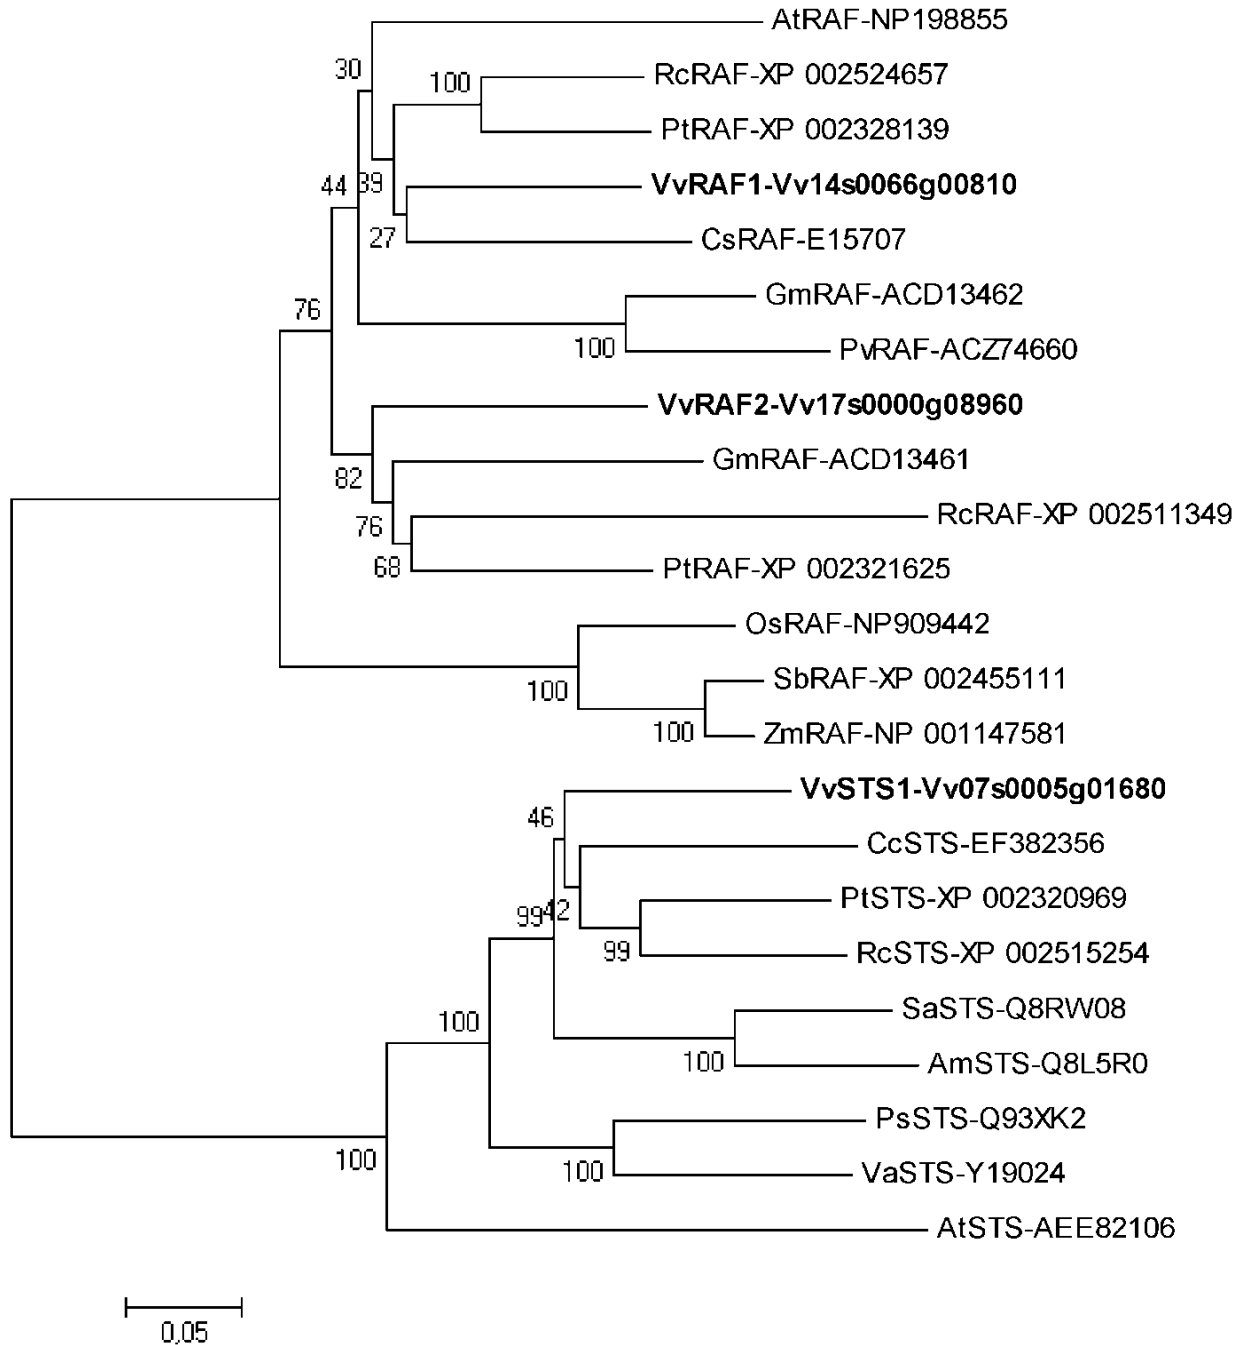 AtRAF-NP198855
30
100
RcRAF-XP 002524657
PtRAF-XP 002328139
44
39
VvRAF1-Vv14s0066g00810
27
CsRAF-E15707
76
GmRAF-ACD13462
100
PvRAF-ACZ74660
VvRAF2-Vv17s0000g08960
GmRAF-ACD13461
82
76
RcRAF-XP 002511349
68
PtRAF-XP 002321625
OsRAF-NP909442
100
SbRAF-XP 002455111
100
ZmRAF-NP 001147581
VvSTS1-Vv07s0005g01680
46
CcSTS-EF382356
PtSTS-XP 002320969
99
42
99
RcSTS-XP 002515254
100
SaSTS-Q8RW08
100
AmSTS-Q8L5R0
PsSTS-Q93XK2
100
100
VaSTS-Y19024
AtSTS-AEE82106
0,05